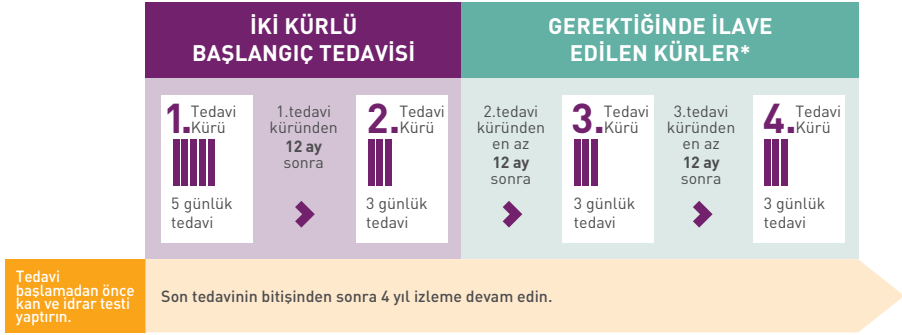 İKİ KÜRLÜ
BAŞLANGIÇ TEDAVİSİ
GEREKTİĞİNDE İLAVE
EDİLEN KÜRLER*
1. Tedavi
Kürü
5 günlük
tedavi
1.tedavi
küründen
12 ay
sonra
2. Tedavi
Kürü
3 günlük
tedavi
2.tedavi
küründen
en az
12 ay
sonra
3. Tedavi
Kürü
3 günlük
tedavi
3.tedavi
küründen
en az
12 ay
sonra
4. Tedavi
Kürü
3 günlük
tedavi
Tedavi
başlamadan önce
kan ve idrar testi
yaptırın.
Son tedavinin bitişinden sonra 4 yıl izleme devam edin.